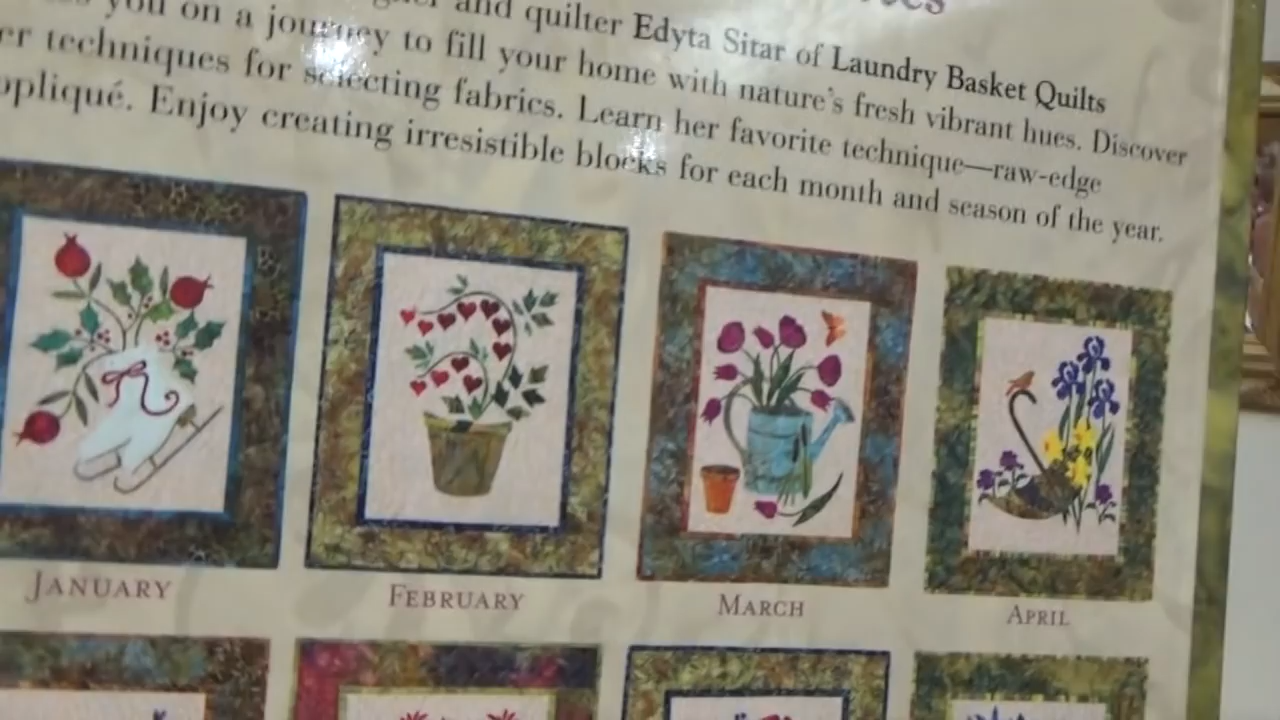 and quilter Edyta Sitar of Laundry Basket Quilts
you on a journey to fill your home with nature's fresh vibrant hues. Discover
techniques for selecting fabrics. Learn her favorite technique—raw-edge
Enjoy creating irresistible blocks for each month and season of the year.
JANUARY
FEBRUARY
MARCH
APRIL